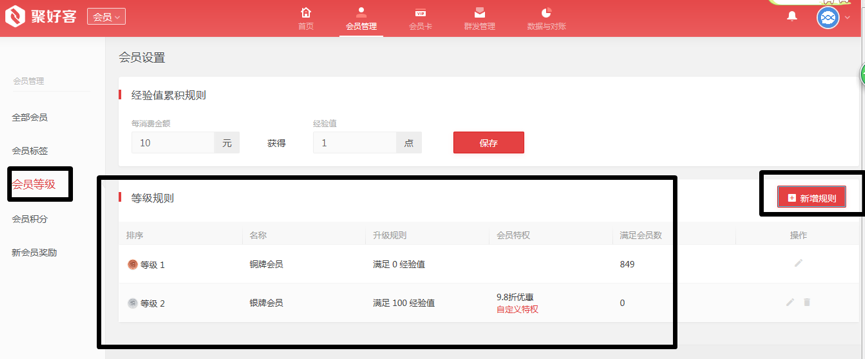 聚好客
会员
首页
会员管理
会员卡
群发管理
数据与对账
会员管理
全部会员
会员标签
会员等级
会员积分
新会员奖励
会员设置
经验值累积规则
每消费金额
经验值
10 元 获得 1 点 保存
等级规则
新增规则
排序 名称 升级规则 会员特权 满足会员数 操作
等级 1 铜牌会员 满足 0 经验值 849
等级 2 银牌会员 满足 100 经验值 9.8折优惠 0
自定义特权